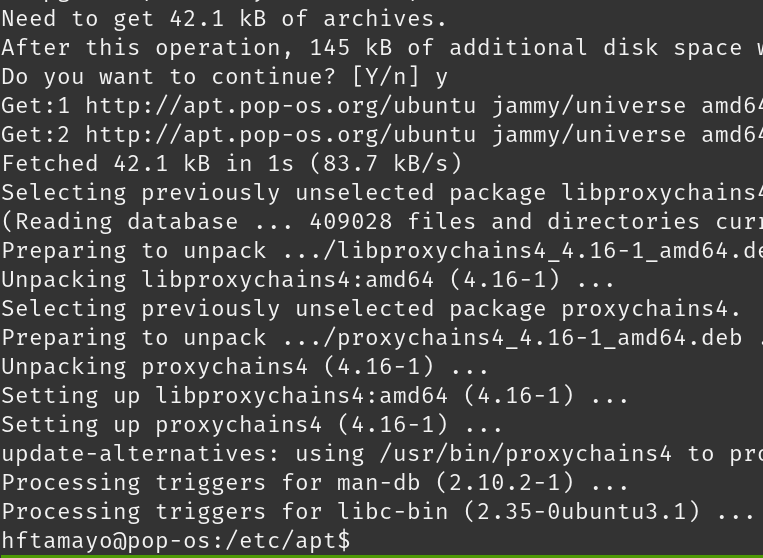 Need to get 42.1 kB of archives.
After this operation, 145 kB of additional disk space
Do you want to continue? [Y/n] y
Get:1 http://apt.pop-os.org/ubuntu jammy/universe amd64
Get:2 http://apt.pop-os.org/ubuntu jammy/universe amd64
Fetched 42.1 kB in 1s (83.7 kB/s)
Selecting previously unselected package libproxychains4
(Reading database ... 409028 files and directories curr
Preparing to unpack .../libproxychains4_4.16-1_amd64.de
Unpacking libproxychains4:amd64 (4.16-1) ...
Selecting previously unselected package proxychains4.
Preparing to unpack .../proxychains4_4.16-1_amd64.deb .
Unpacking proxychains4 (4.16-1) ...
Setting up libproxychains4:amd64 (4.16-1) ...
Setting up proxychains4 (4.16-1) ...
update-alternatives: using /usr/bin/proxychains4 to pro
Processing triggers for man-db (2.10.2-1) ...
Processing triggers for libc-bin (2.35-0ubuntu3.1) ...
hftamayo@pop-os:/etc/apt$